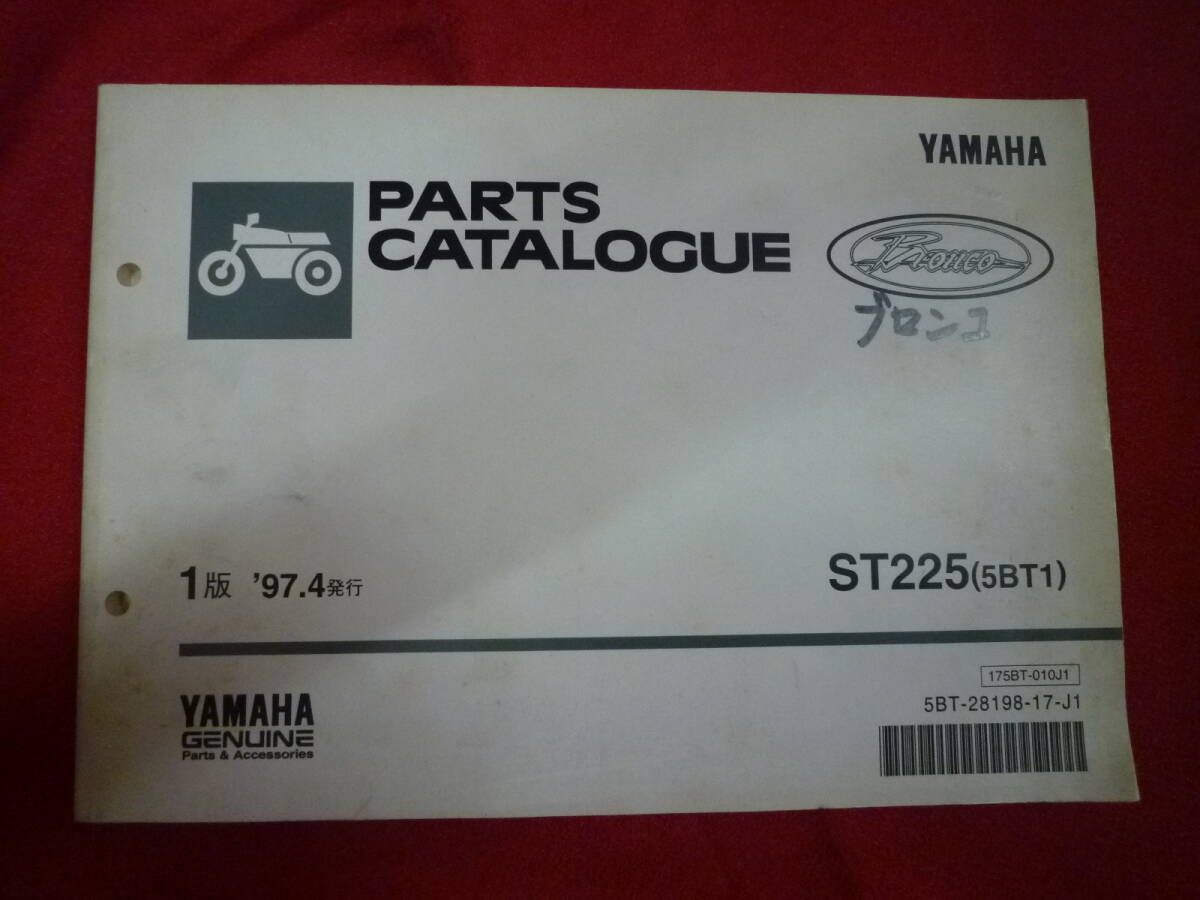 YAMAHA
PARTS
CATALOGUE
Bronco
ブロンコ
1版 '97.4発行
ST225(5BT1)
175BT-010J1
5BT-28198-17-J1
YAMAHA
GENUINE
Parts & Accessories